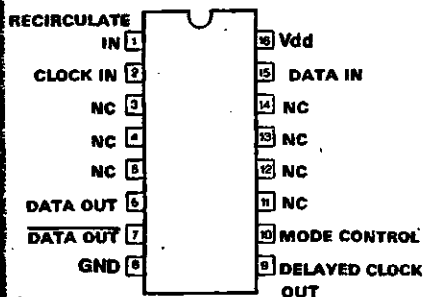 RECIRCULATE
IN 1 16 Vdd
CLOCK IN 2 15 DATA IN
NC 3 14 NC
NC 4 13 NC
NC 5 12 NC
DATA OUT 6 11 NC
DATA OUT 7 10 MODE CONTROL
GND 8 9 DELAYED CLOCK
OUT